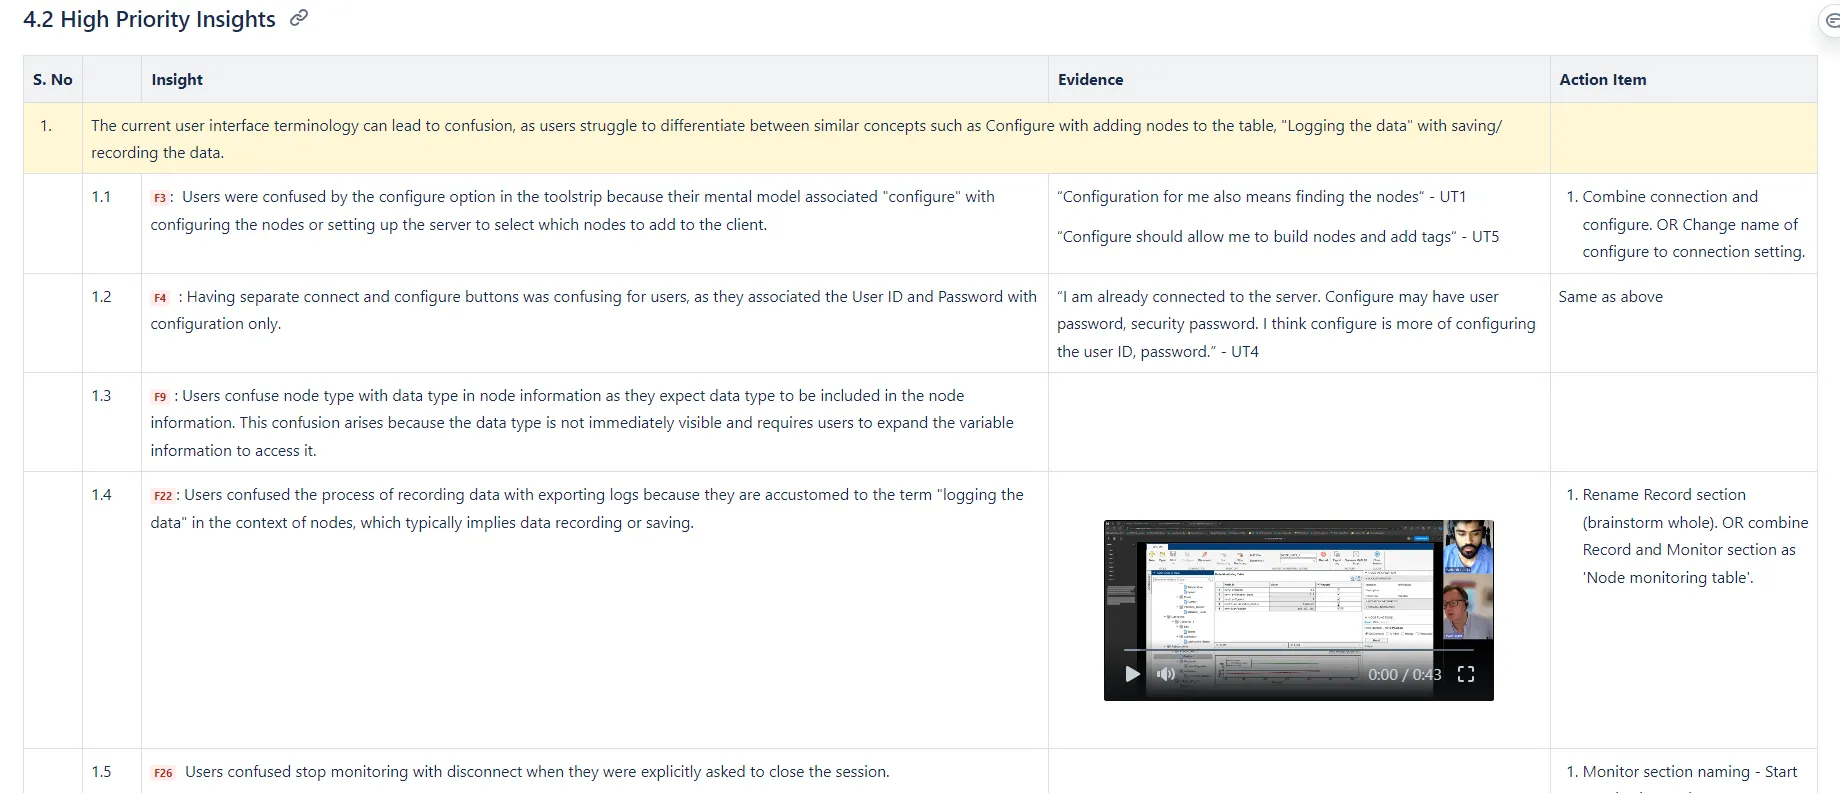 4.2 High Priority Insights
S. No
Insight
Evidence
Action Item
1.
The current user interface terminology can lead to confusion, as users struggle to differentiate between similar concepts such as Configure with adding nodes to the table, "Logging the data" with saving/
recording the data.
1.1
F3 : Users were confused by the configure option in the toolstrip because their mental model associated "configure" with
configuring the nodes or setting up the server to select which nodes to add to the client.
“Configuration for me also means finding the nodes” - UT1
“Configure should allow me to build nodes and add tags” - UT5
1. Combine connection and
configure. OR Change name of
configure to connection setting.
1.2
F4 : Having separate connect and configure buttons was confusing for users, as they associated the User ID and Password with
configuration only.
“I am already connected to the server. Configure may have user
password, security password. I think configure is more of configuring
the user ID, password.” - UT4
Same as above
1.3
F9 : Users confuse node type with data type in node information as they expect data type to be included in the node
information. This confusion arises because the data type is not immediately visible and requires users to expand the variable
information to access it.
1.4
F22 : Users confused the process of recording data with exporting logs because they are accustomed to the term "logging the
data" in the context of nodes, which typically implies data recording or saving.
0:00 / 0:43
1. Rename Record section
(brainstorm whole). OR combine
Record and Monitor section as
'Node monitoring table'.
1.5
F26 Users confused stop monitoring with disconnect when they were explicitly asked to close the session.
1. Monitor section naming - Start